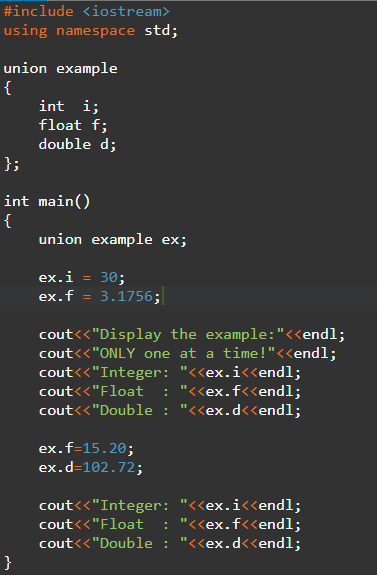 #include <iostream>
using namespace std;
union example
{
int  i;
float f;
double d;
};
int main()
{
union example ex;
ex.i = 30;
ex.f = 3.1756;
cout<<"Display the example:"<<endl;
cout<<"ONLY one at a time!"<<endl;
cout<<"Integer: "<<ex.i<<endl;
cout<<"Float  : "<<ex.f<<endl;
cout<<"Double : "<<ex.d<<endl;
ex.f=15.20;
ex.d=102.72;
cout<<"Integer: "<<ex.i<<endl;
cout<<"Float  : "<<ex.f<<endl;
cout<<"Double : "<<ex.d<<endl;
}